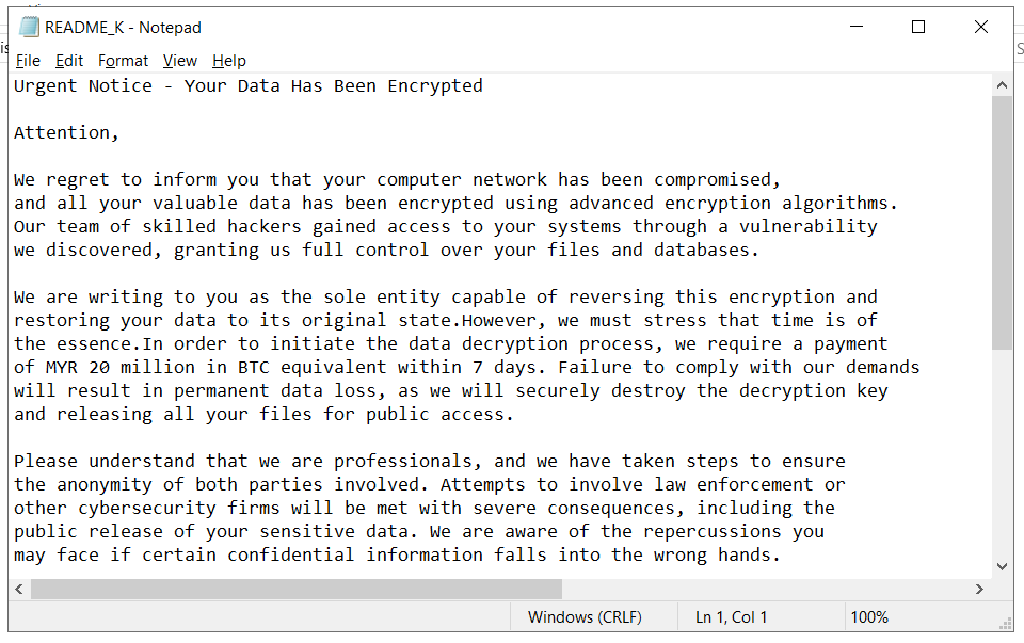 README_K - Notepad
File Edit Format View Help
Urgent Notice - Your Data Has Been Encrypted
Attention,
We regret to inform you that your computer network has been compromised,
and all your valuable data has been encrypted using advanced encryption algorithms.
Our team of skilled hackers gained access to your systems through a vulnerability
we discovered, granting us full control over your files and databases.
We are writing to you as the sole entity capable of reversing this encryption and
restoring your data to its original state.However, we must stress that time is of
the essence.In order to initiate the data decryption process, we require a payment
of MYR 20 million in BTC equivalent within 7 days. Failure to comply with our demands
will result in permanent data loss, as we will securely destroy the decryption key
and releasing all your files for public access.
Please understand that we are professionals, and we have taken steps to ensure
the anonymity of both parties involved. Attempts to involve law enforcement or
other cybersecurity firms will be met with severe consequences, including the
public release of your sensitive data. We are aware of the repercussions you
may face if certain confidential information falls into the wrong hands.
Windows (CRLF) Ln 1, Col 1 100%